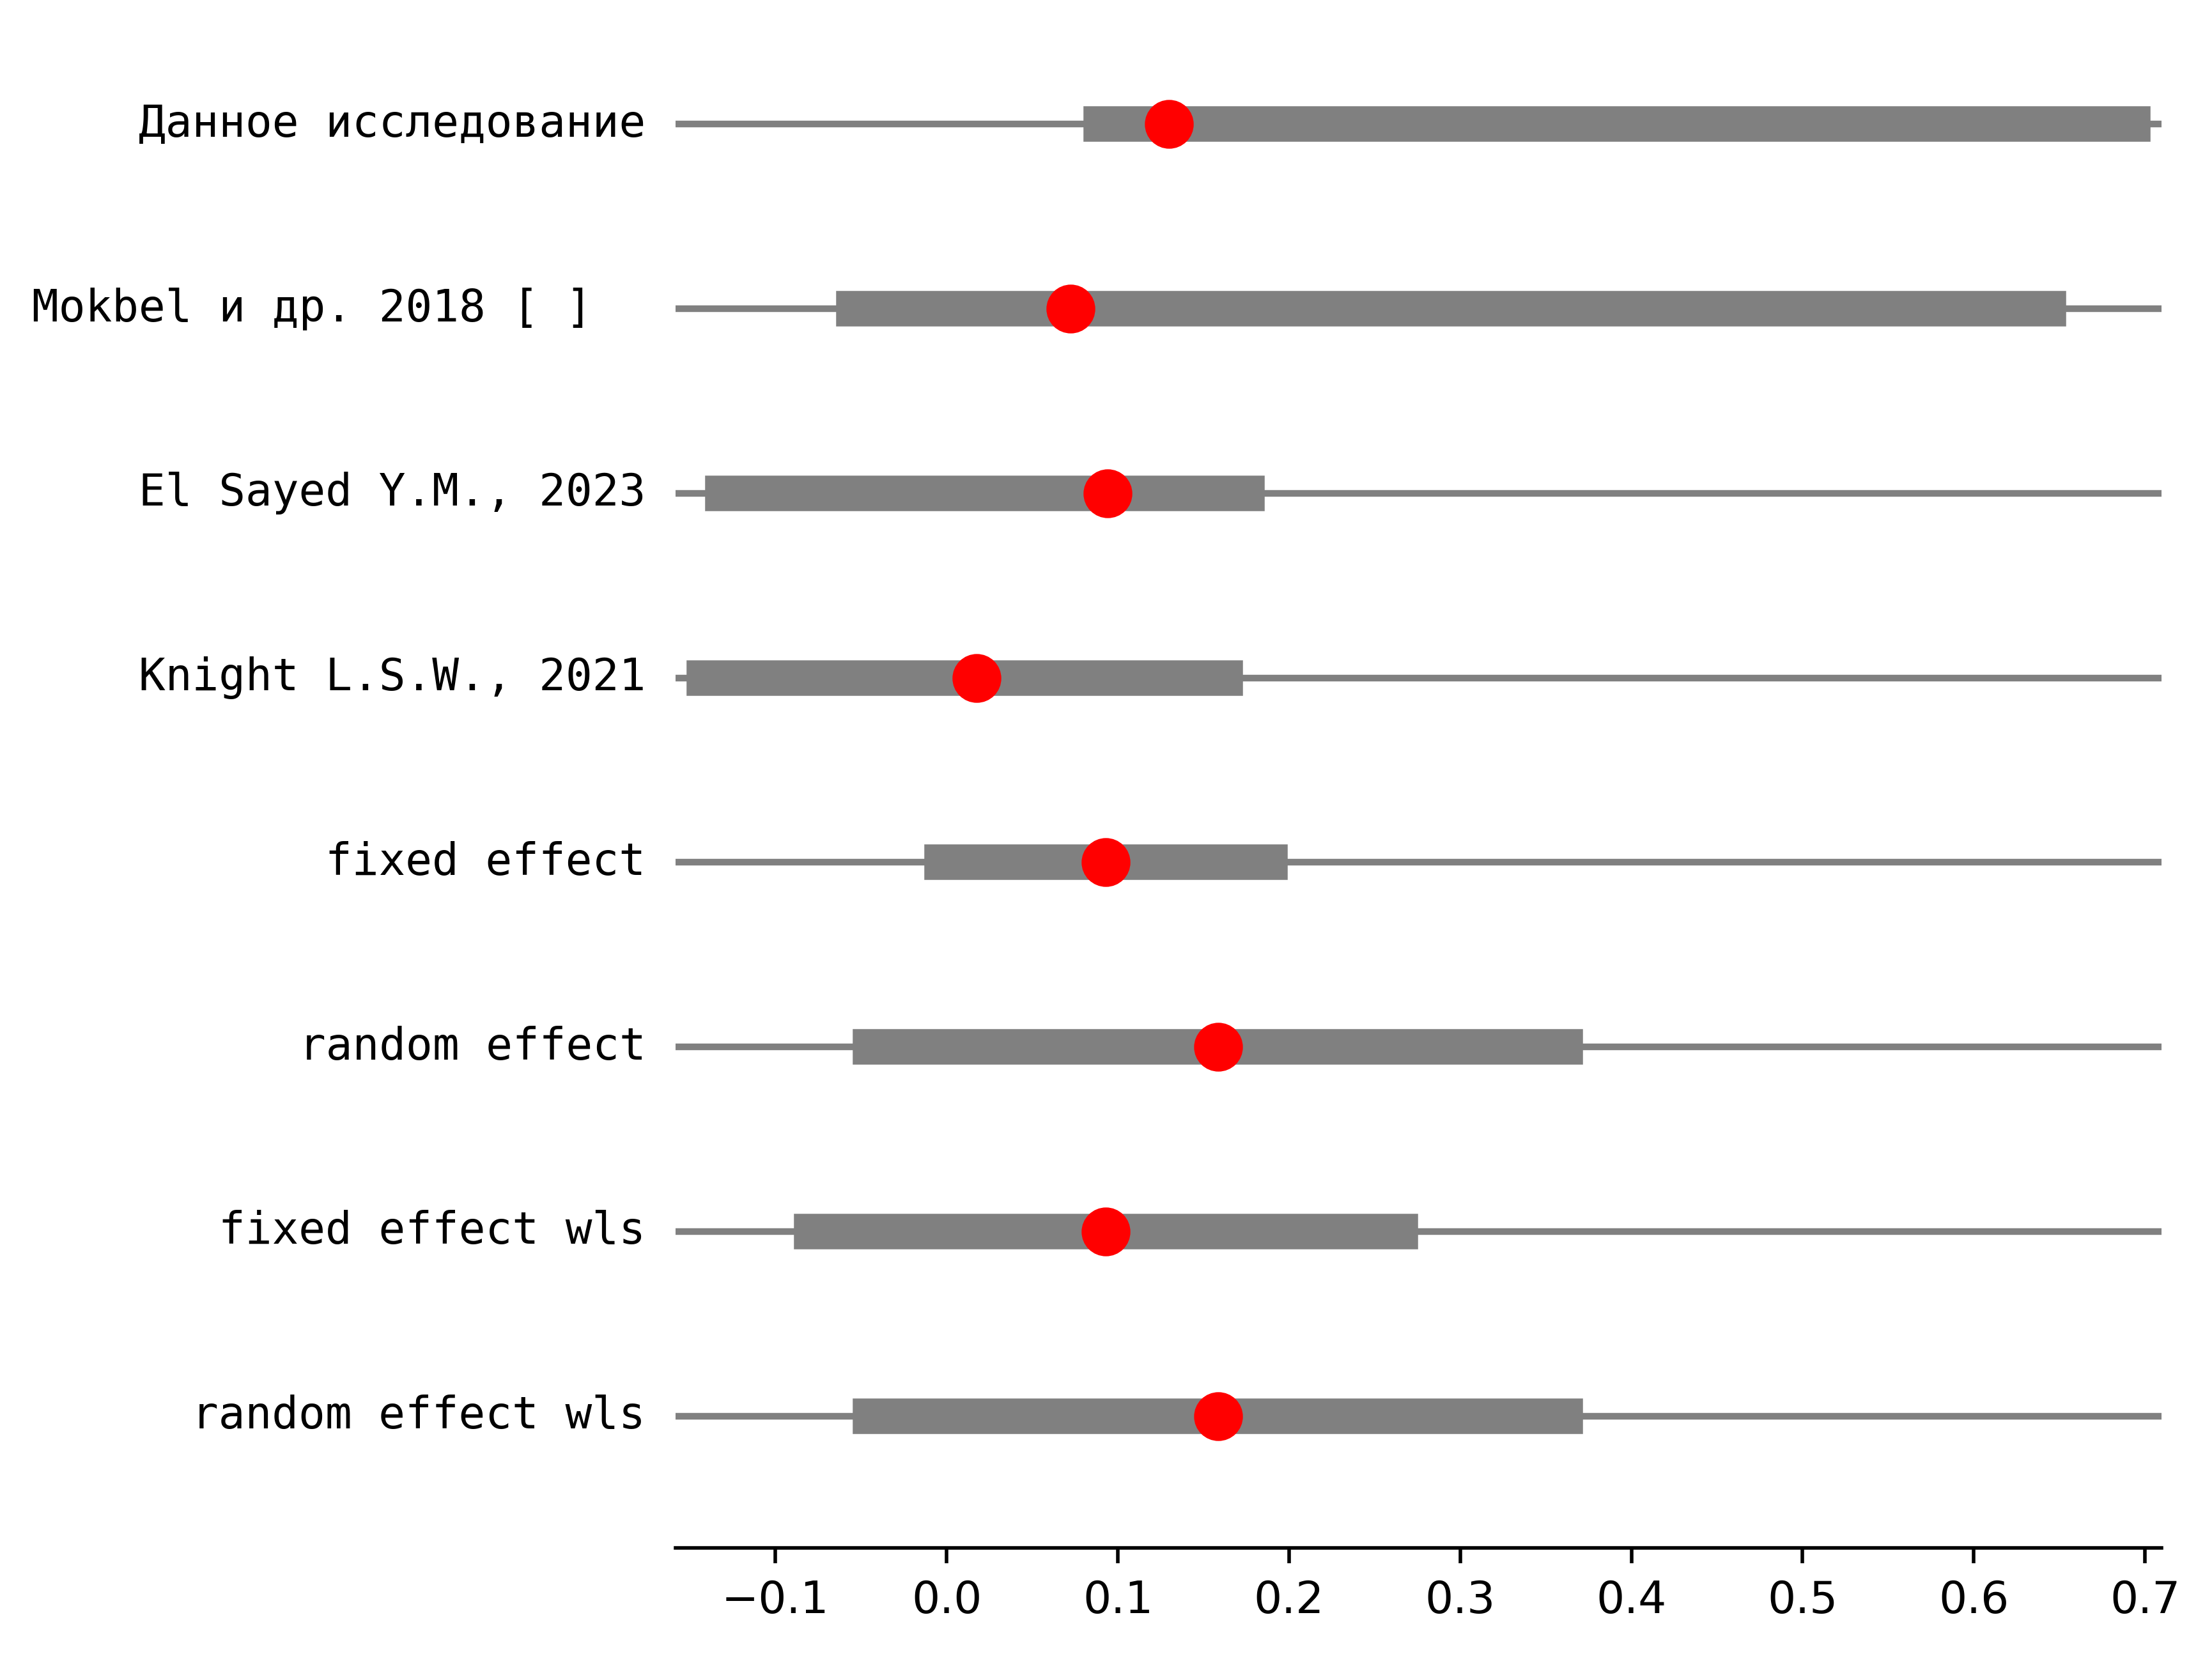 Данное исследование
Mokbel и др. 2018 [ ]
El Sayed Y.M., 2023
Knight L.S.W., 2021
fixed effect
random effect
fixed effect wls
random effect wls
−0.1 0.0 0.1 0.2 0.3 0.4 0.5 0.6 0.7